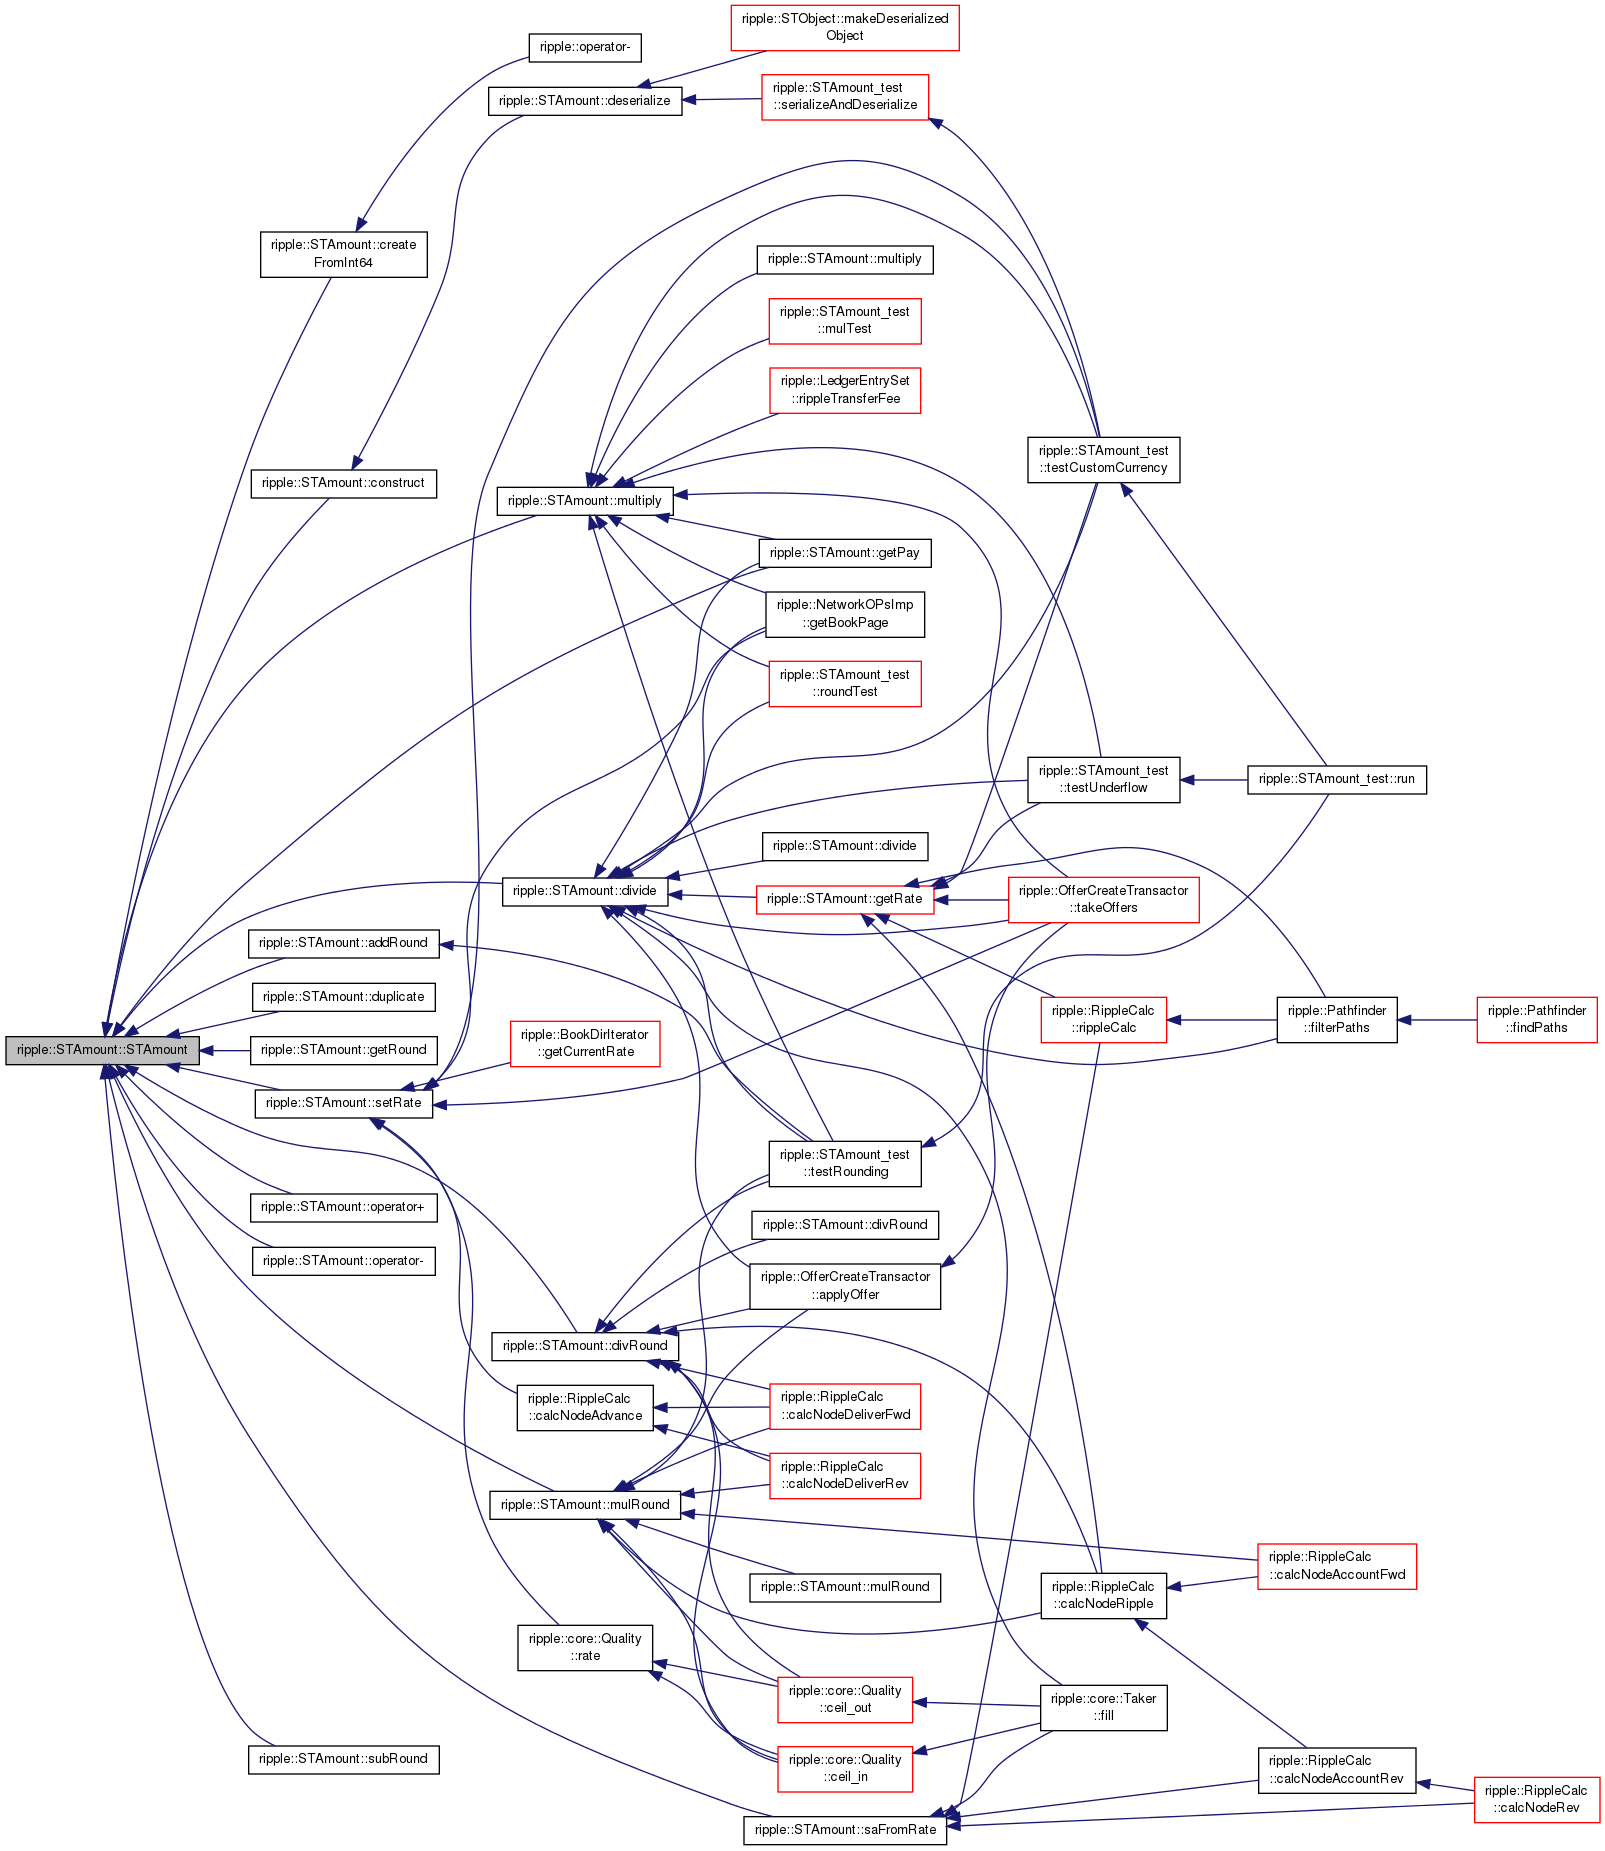 ripple::STObject::makeDeserialized
Object
ripple::operator-
ripple::STAmount::deserialize
ripple::STAmount_test
::serializeAndDeserialize
ripple::STAmount::create
FromInt64
ripple::STAmount::multiply
ripple::STAmount_test
::mulTest
ripple::LedgerEntrySet
::rippleTransferFee
ripple::STAmount_test
::testCustomCurrency
ripple::STAmount::construct
ripple::STAmount::multiply
ripple::STAmount::getPay
ripple::NetworkOPsImp
::getBookPage
ripple::STAmount_test
::roundTest
ripple::STAmount_test
::testUnderflow
ripple::STAmount_test::run
ripple::STAmount::divide
ripple::STAmount::divide
ripple::STAmount::getRate
ripple::OfferCreateTransactor
::takeOffers
ripple::STAmount::addRound
ripple::STAmount::duplicate
ripple::RippleCalc
::rippleCalc
ripple::Pathfinder
::filterPaths
ripple::Pathfinder
::findPaths
ripple::STAmount::STAmount
ripple::STAmount::getRound
ripple::BookDirIterator
::getCurrentRate
ripple::STAmount::setRate
ripple::STAmount_test
::testRounding
ripple::STAmount::operator+
ripple::STAmount::divRound
ripple::STAmount::operator-
ripple::OfferCreateTransactor
::applyOffer
ripple::STAmount::divRound
ripple::RippleCalc
::calcNodeAdvance
ripple::RippleCalc
::calcNodeDeliverFwd
ripple::RippleCalc
::calcNodeDeliverRev
ripple::STAmount::mulRound
ripple::RippleCalc
::calcNodeAccountFwd
ripple::STAmount::mulRound
ripple::RippleCalc
::calcNodeRipple
ripple::core::Quality
::rate
ripple::core::Quality
::ceil_out
ripple::core::Taker
::fill
ripple::STAmount::subRound
ripple::core::Quality
::ceil_in
ripple::RippleCalc
::calcNodeAccountRev
ripple::RippleCalc
::calcNodeRev
ripple::STAmount::saFromRate